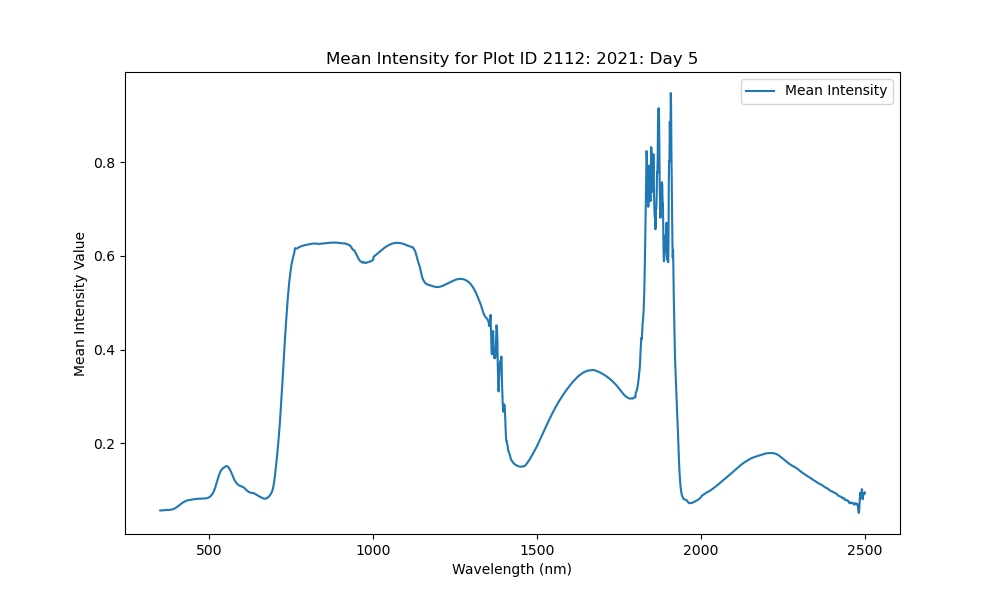 Mean Intensity for Plot ID 2112: 2021: Day 5
Mean Intensity
Mean Intensity Value
0.8
0.6
0.4
0.2
500 1000 1500 2000 2500
Wavelength (nm)